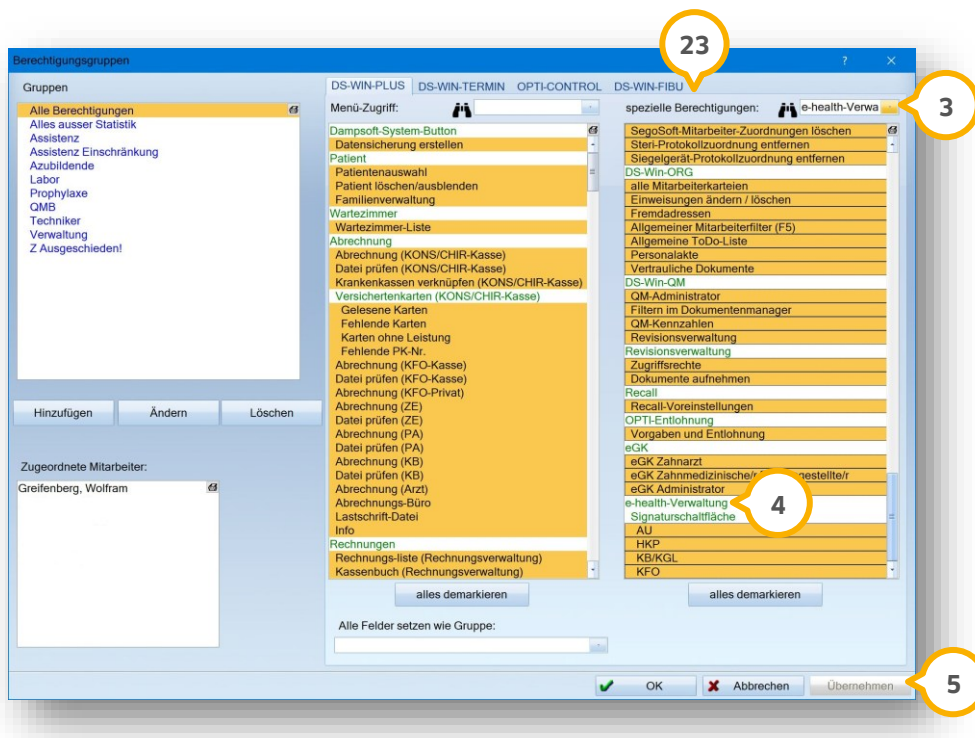 23
Berechtigungsgruppen ? ×
Gruppen
Alle Berechtigungen
Alles ausser Statistik
Assistenz
Assistenz Einschränkung
Azubildende
Labor
Prophylaxe
QMB
Techniker
Verwaltung
Z Ausgeschieden!
Hinzufügen Ändern Löschen
Zugeordnete Mitarbeiter:
Greifenberg, Wolfram
DS-WIN-PLUS DS-WIN-TERMIN OPTI-CONTROL DS-WIN-FIBU
Menü-Zugriff:
Dampsoft-System-Button
Datensicherung erstellen
Patient
Patientenauswahl
Patient löschen/ausblenden
Familienverwaltung
Wartezimmer
Wartezimmer-Liste
Abrechnung
Abrechnung (KONS/CHIR-Kasse)
Datei prüfen (KONS/CHIR-Kasse)
Krankenkassen verknüpfen (KONS/CHIR-Kasse)
Versichertenkarten (KONS/CHIR-Kasse)
Gelesene Karten
Fehlende Karten
Karten ohne Leistung
Fehlende PK-Nr.
Abrechnung (KFO-Kasse)
Datei prüfen (KFO-Kasse)
Abrechnung (KFO-Privat)
Abrechnung (ZE)
Datei prüfen (ZE)
Abrechnung (PA)
Datei prüfen (PA)
Abrechnung (KB)
Datei prüfen (KB)
Abrechnung (Arzt)
Abrechnungs-Büro
Lastschrift-Datei
Info
Rechnungen
Rechnungs-liste (Rechnungsverwaltung)
Kassenbuch (Rechnungsverwaltung)
alles demarkieren
Alle Felder setzen wie Gruppe:
spezielle Berechtigungen: e-health-Verwa
3
SegoSoft-Mitarbeiter-Zuordnungen löschen
Steri-Protokollzuordnung entfernen
Siegelgerät-Protokollzuordnung entfernen
DS-Win-ORG
alle Mitarbeiterkarteien
Einweisungen ändern / löschen
Fremdadressen
Allgemeiner Mitarbeiterfilter (F5)
Allgemeine ToDo-Liste
Personalakte
Vertrauliche Dokumente
DS-Win-QM
QM-Administrator
Filtern im Dokumentenmanager
QM-Kennzahlen
Revisionsverwaltung
Revisionsverwaltung
Zugriffsrechte
Dokumente aufnehmen
Recall
Recall-Voreinstellungen
OPTI-Entlohnung
Vorgaben und Entlohnung
eGK
eGK Zahnarzt
eGK Zahnmedizinische/r gestellte/r
eGK Administrator
e-health-Verwaltung
4
Signaturschaltfläche
AU
HKP
KB/KGL
KFO
alles demarkieren
OK Abbrechen Übernehmen
5